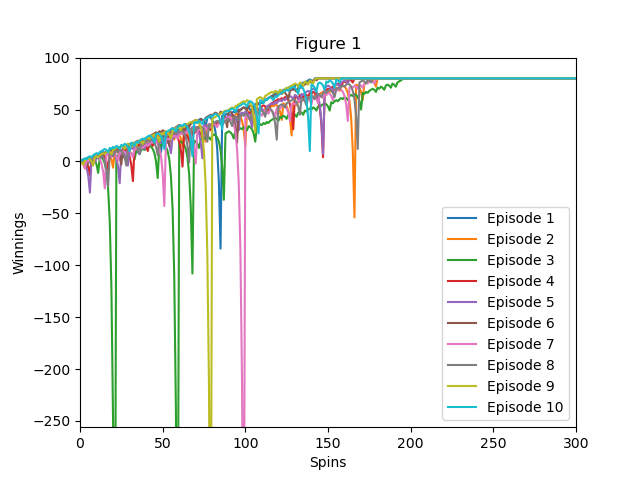 Figure 1
100
50
0
−50
−100
−150
−200
−250
Winnings
0 50 100 150 200 250 300
Spins
Episode 1
Episode 2
Episode 3
Episode 4
Episode 5
Episode 6
Episode 7
Episode 8
Episode 9
Episode 10